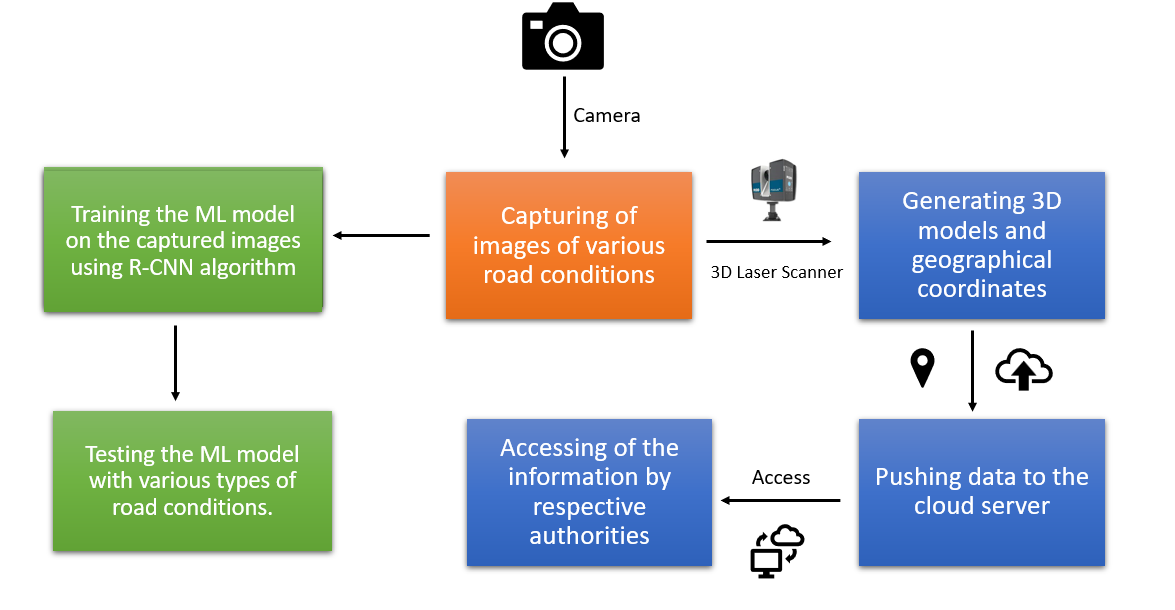 Camera
Training the ML model
on the captured images
using R-CNN algorithm
Capturing of
images of various
road conditions
3D Laser Scanner
Generating 3D
models and
geographical
coordinates
Testing the ML model
with various types of
road conditions.
Accessing of the
information by
respective
authorities
Access
Pushing data to the
cloud server